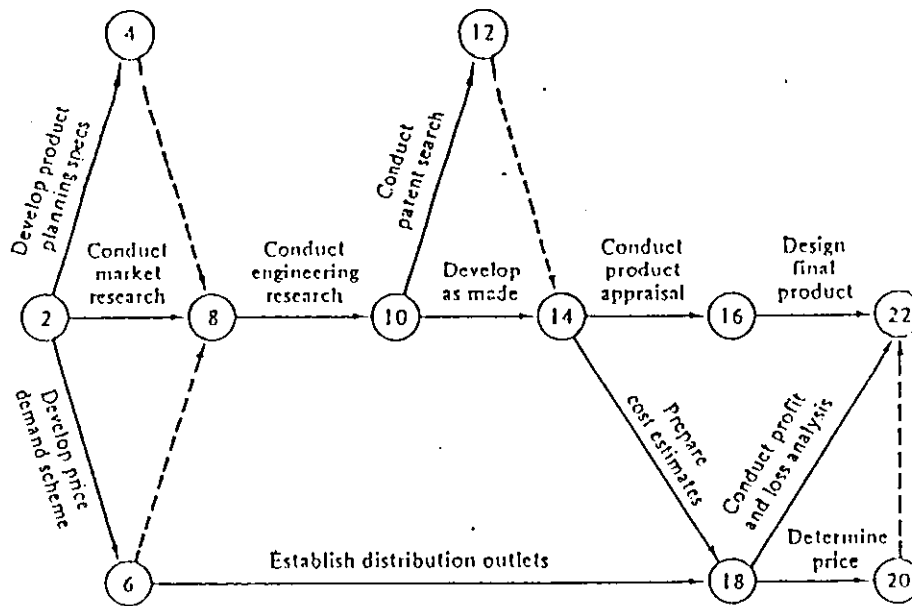 4
12
Develop product
planning specs
Conduct
patent search
Conduct
market
research
Conduct
engineering
research
Develop
as made
Conduct
product
appraisal
Design
final
product
2
8
10
14
16
22
Develop price
demand scheme
Prepare
cost estimates
Conduct profit
and loss analysis
Establish distribution outlets
Determine
price
6
18
20